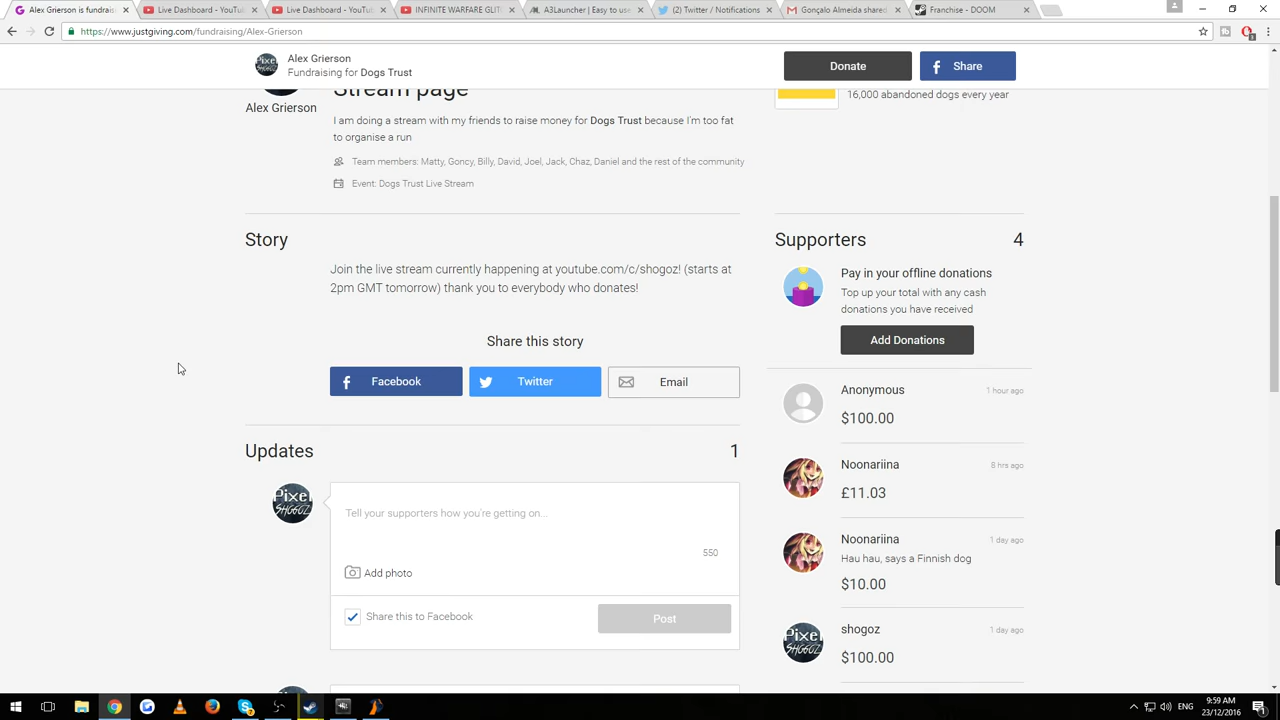 Alex Grierson is fundrais
Live Dashboard - YouTu
Live Dashboard - YouTub
INFINITE WARFARE GLIT
A3Launcher | Easy to use
(2) Twitter / Notifications
Gonçalo Almeida shared
Franchise - DOOM
https://www.justgiving.com/fundraising/Alex-Grierson
Alex Grierson
Fundraising for Dogs Trust
Donate
Share
Stream page
16,000 abandoned dogs every year
Alex Grierson
I am doing a stream with my friends to raise money for Dogs Trust because I'm too fat
to organise a run
Team members: Matty, Goncy, Billy, David, Joel, Jack, Chaz, Daniel and the rest of the community
Event: Dogs Trust Live Stream
Story
Join the live stream currently happening at youtube.com/c/shogoz! (starts at
2pm GMT tomorrow) thank you to everybody who donates!
Share this story
Facebook
Twitter
Email
Updates
1
PixeL
SHOGOZ
Tell your supporters how you're getting on...
550
Add photo
Share this to Facebook
Post
Supporters
4
Pay in your offline donations
Top up your total with any cash
donations you have received
Add Donations
Anonymous
1 hour ago
$100.00
Noonariina
8 hrs ago
£11.03
Noonariina
1 day ago
Hau hau, says a Finnish dog
$10.00
PixeL
SHOGOZ
shogoz
1 day ago
$100.00
ENG
9:59 AM
23/12/2016